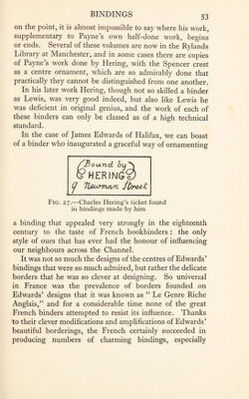 BINDINGS 53
on the point, it is almost impossible to say where his work,
supplementary to Payne's own half-done work, begins
or ends. Several of these volumes are now in the Rylands
Library at Manchester, and in some cases there are copies
of Payne's work done by Hering, with the Spencer crest
as a centre ornament, which are so admirably done that
practically they cannot be distinguished from one another.
In his later work Hering, though not so skilled a binder
as Lewis, was very good indeed, but also like Lewis he
was deficient in original genius, and the work of each of
these binders can only be classed as of a high technical
standard.
In the case of James Edwards of Halifax, we can boast
of a binder who inaugurated a graceful way of ornamenting
Bound by
HERING
9 Newman Street
FIG. 27.—Charles Hering's ticket found
in bindings made by him
a binding that appealed very strongly in the eighteenth
century to the taste of French bookbinders: the only
style of ours that has ever had the honour of influencing
our neighbours across the Channel.
It was not so much the designs of the centres of Edwards'
bindings that were so much admired, but rather the delicate
borders that he was so clever at designing. So universal
in France was the prevalence of borders founded on
Edwards' designs that it was known as "Le Genre Riche
Anglais," and for a considerable time none of the great
French binders attempted to resist its influence. Thanks
to their clever modifications and amplifications of Edwards'
beautiful borderings, the French certainly succeeded in
producing numbers of charming bindings, especially